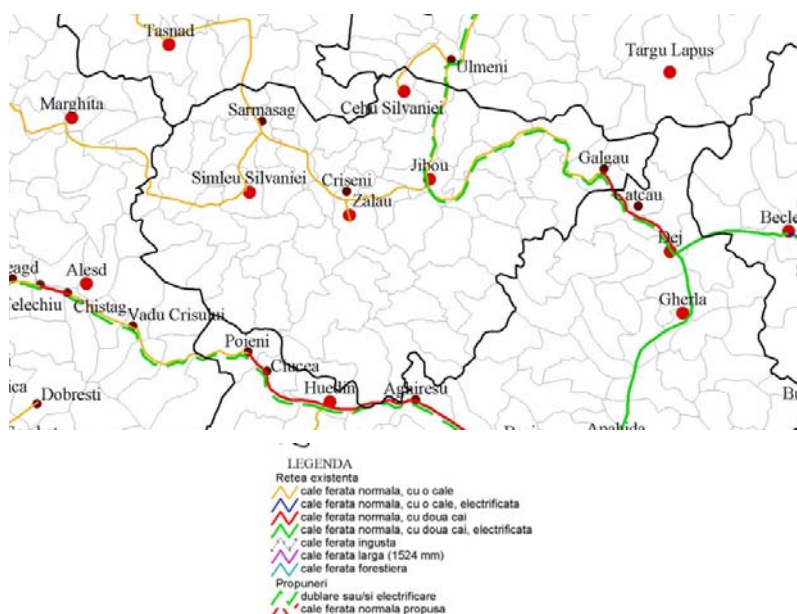 Tasnad
Ulmeni
Targu Lapus
Marghita
Sarmasag
Cehu Silvaniei
Simleu Silvaniei
Criseni
Jibou
Galgau
Catcau
Zalau
Dej
Alesd
Chistag
Gherla
Vadu Crisului
Poieni
Ciucea
Huedin
Aghiresu
Dobresti
LEGENDA
Retea existenta
cale ferata normala, cu o cale
cale ferata normala, cu o cale, electrificata
cale ferata normala, cu doua cai
cale ferata normala, cu doua cai, electrificata
cale ferata ingusta
cale ferata larga (1524 mm)
cale ferata forestiera
Propuneri
dublare sau/si electrificare
cale ferata normala propusa